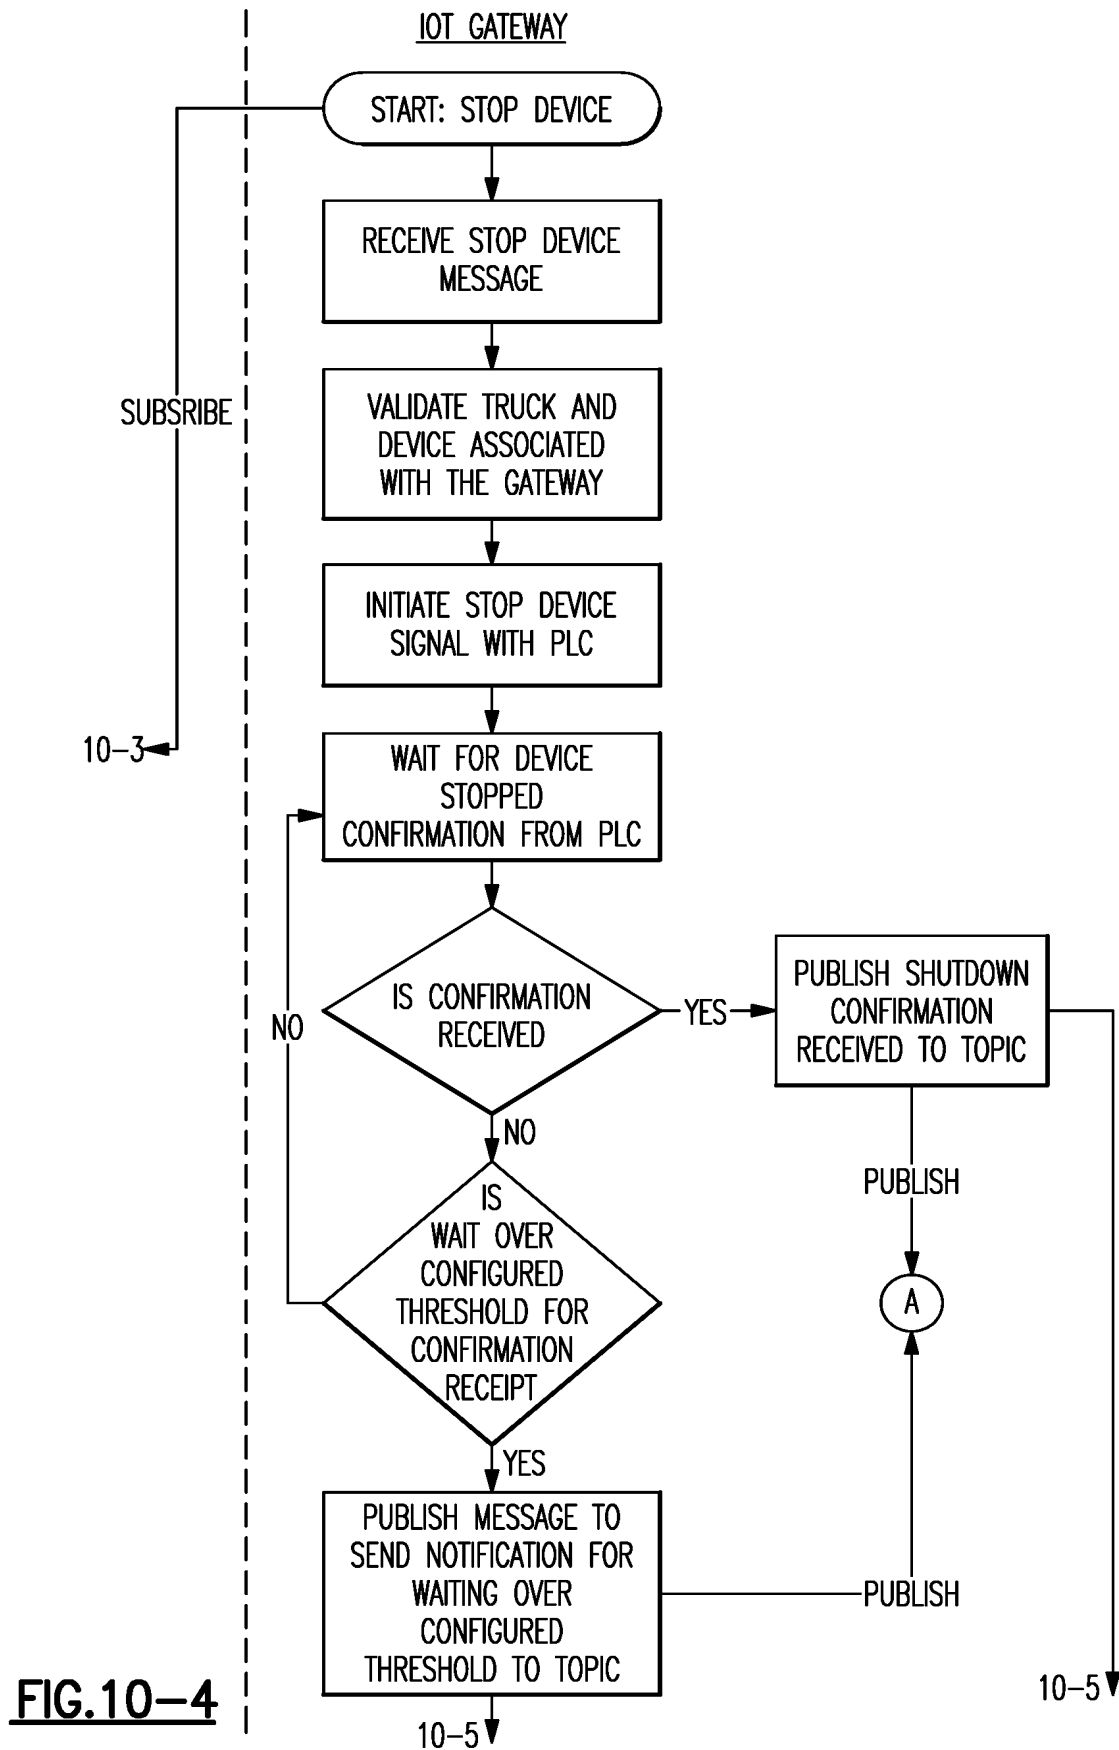 IOT GATEWAY
START: STOP DEVICE
RECEIVE STOP DEVICE
MESSAGE
SUBSRIBE
VALIDATE TRUCK AND
DEVICE ASSOCIATED
WITH THE GATEWAY
INITIATE STOP DEVICE
SIGNAL WITH PLC
10-3
WAIT FOR DEVICE
STOPPED
CONFIRMATION FROM PLC
IS CONFIRMATION
RECEIVED
YES
PUBLISH SHUTDOWN
CONFIRMATION
RECEIVED TO TOPIC
NO
NO
PUBLISH
IS
WAIT OVER
CONFIGURED
THRESHOLD FOR
CONFIRMATION
RECEIPT
A
YES
PUBLISH MESSAGE TO
SEND NOTIFICATION FOR
WAITING OVER
CONFIGURED
THRESHOLD TO TOPIC
PUBLISH
10-5
10-5
FIG.10-4